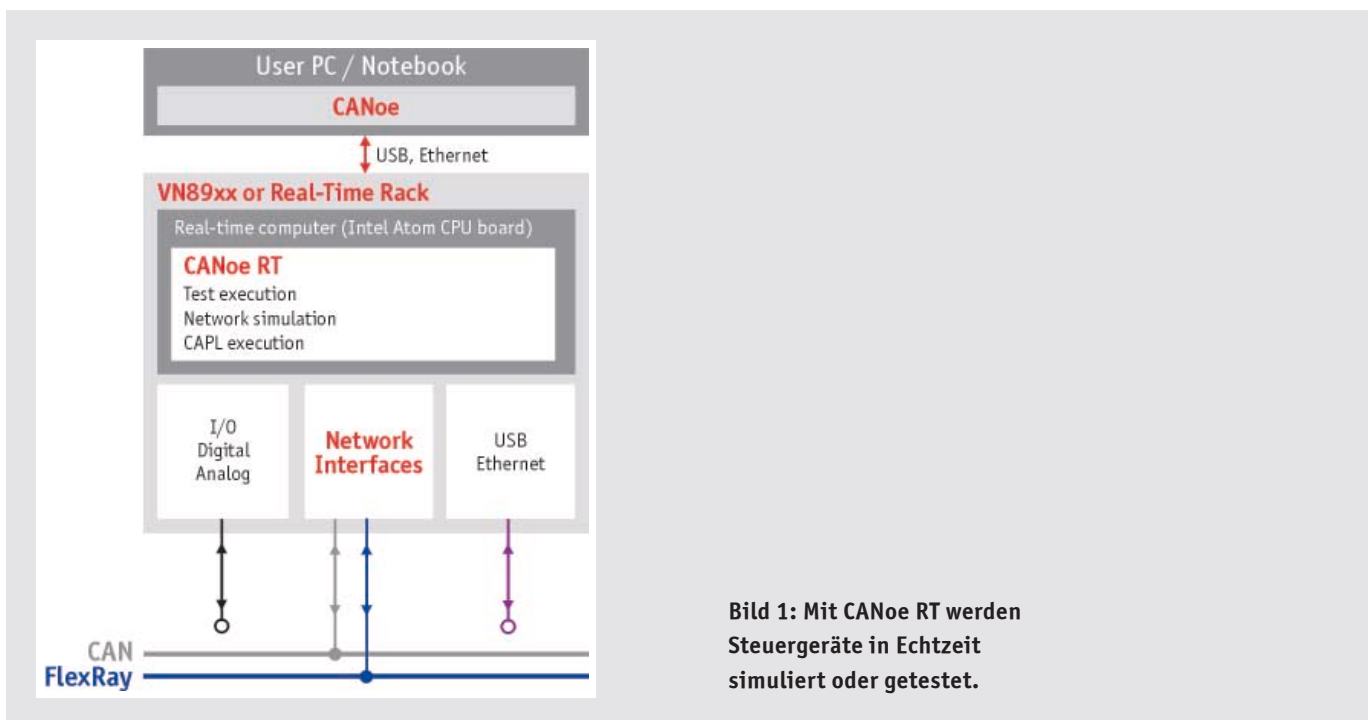 User PC / Notebook
CANoe
USB, Ethernet
VN89xx or Real-Time Rack
Real-time computer (Intel Atom CPU board)
CANoe RT
Test execution
Network simulation
CAPL execution
I/O
Digital
Analog
Network
Interfaces
USB
Ethernet
CAN
FlexRay
Bild 1: Mit CANoe RT werden
Steuergeräte in Echtzeit
simuliert oder getestet.